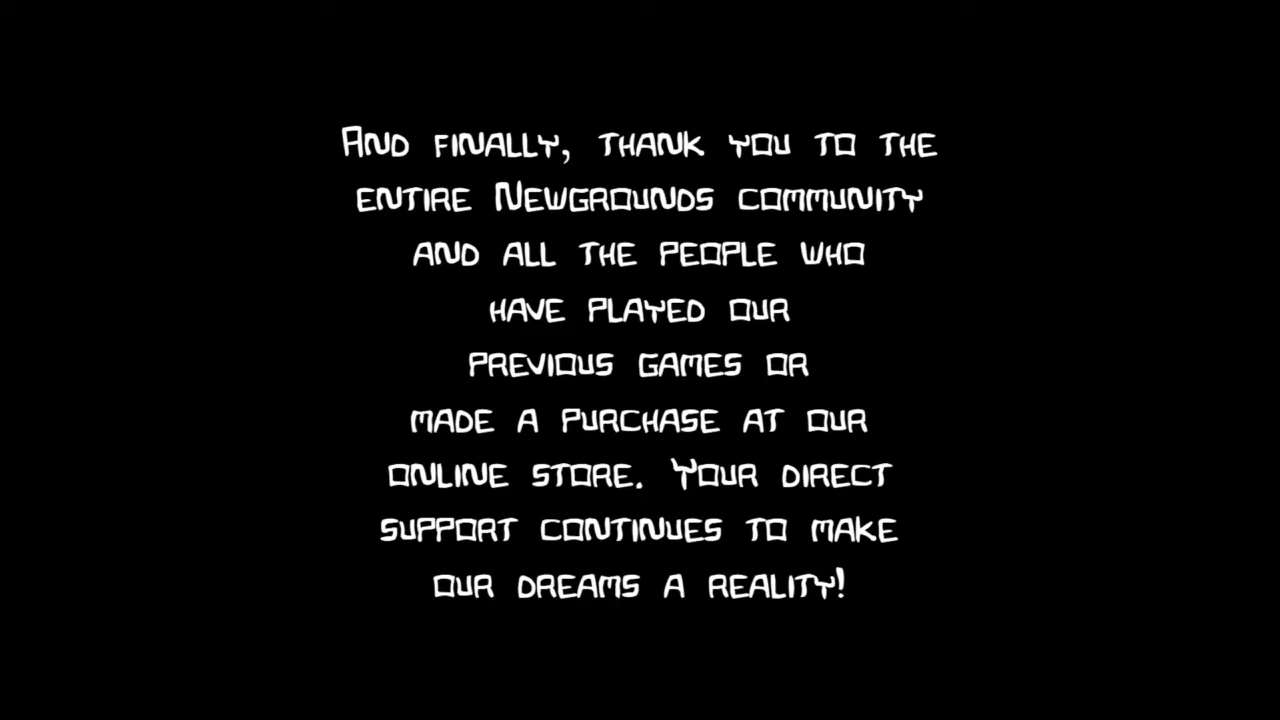 And finally, thank you to the
entire Newgrounds community
and all the people who
have played our
previous games or
made a purchase at our
online store. Your direct
support continues to make
our dreams a reality!